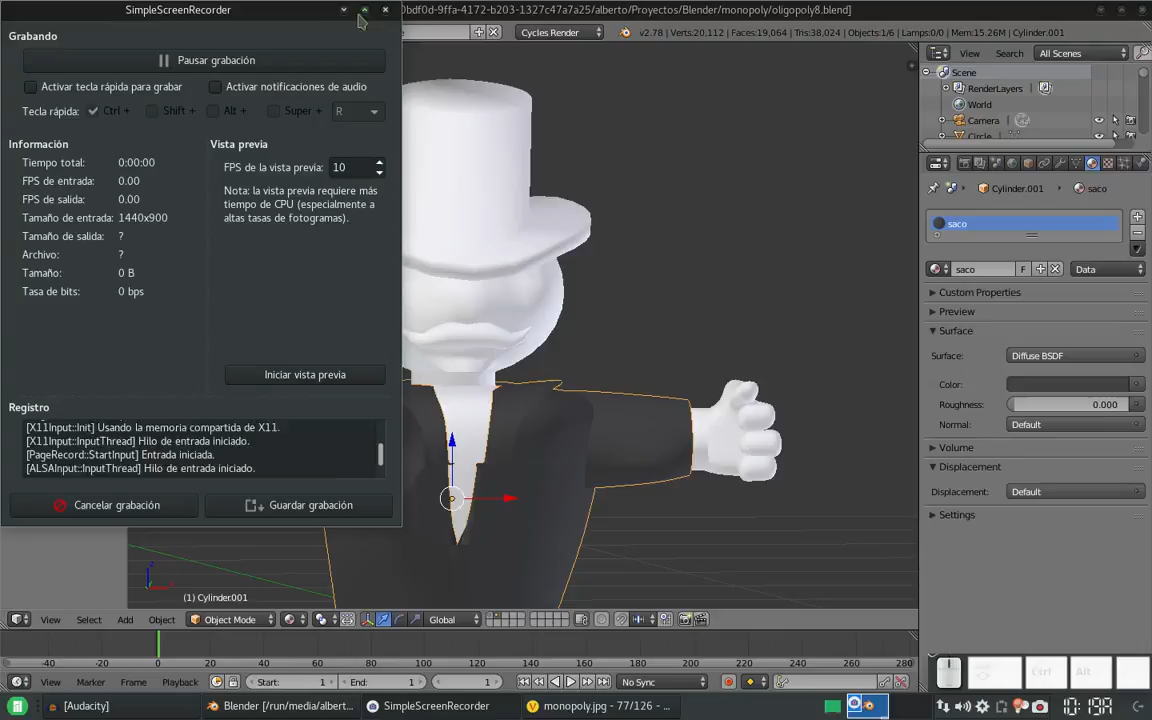 SimpleScreenRecorder
0bdf0d-9ffa-4172-b203-1327c47a7a25/alberto/Proyectos/Blender/monopoly/oligopoly8.blend]
Grabando
Pausar grabación
Activar tecla rápida para grabar
Activar notificaciones de audio
Tecla rápida:
Ctrl +
Shift +
Alt +
Super +
R
Información
Tiempo total: 0:00:00
FPS de entrada: 0.00
FPS de salida: 0.00
Tamaño de entrada: 1440x900
Tamaño de salida: ?
Archivo: ?
Tamaño: 0 B
Tasa de bits: 0 bps
Vista previa
FPS de la vista previa: 10
Nota: la vista previa requiere más
tiempo de CPU (especialmente a
altas tasas de fotogramas).
Iniciar vista previa
Registro
[X11Input::Init] Usando la memoria compartida de X11.
[X11Input::InputThread] Hilo de entrada iniciado.
[PageRecord::StartInput] Entrada iniciada.
[ALSAInput::InputThread] Hilo de entrada iniciado.
Cancelar grabación
Guardar grabación
Cycles Render
v2.78 | Verts:20,112 | Faces:19,064 | Tris:38,024 | Objects:1/6 | Lamps:0/0 | Mem:15.26M | Cylinder.001
View
Search
All Scenes
Scene
RenderLayers
World
Camera
Circle
Cylinder.001
saco
saco
saco
F
Data
Custom Properties
Preview
Surface
Surface:
Diffuse BSDF
Color:
Roughness:
0.000
Normal:
Default
Volume
Displacement
Displacement:
Default
Settings
(1) Cylinder.001
View
Select
Add
Object
Object Mode
Global
-40
-20
0
20
40
60
80
100
120
140
160
180
200
220
240
260
280
View
Marker
Frame
Playback
Start: 1
End: 1
1
No Sync
Ctrl
Alt
[Audacity]
Blender [/run/media/albert...
SimpleScreenRecorder
monopoly.jpg - 77/126 - ...